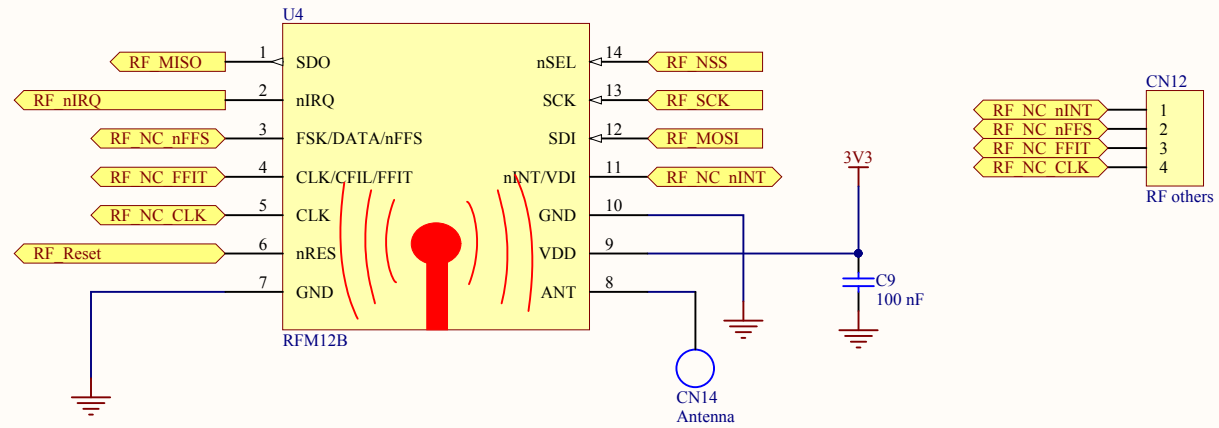 U4
RF_MISO 1 SDO nSEL 14 RF_NSS
RF_nIRQ 2 nIRQ SCK 13 RF_SCK
RF_NC_nFFS 3 FSK/DATA/nFFS SDI 12 RF_MOSI
RF_NC_FFIT 4 CLK/CFIL/FFIT nINT/VDI 11 RF_NC_nINT
RF_NC_CLK 5 CLK GND 10
RF_Reset 6 nRES VDD 9
7 GND ANT 8
RFM12B
3V3
C9
100 nF
CN14
Antenna
CN12
RF_NC_nINT 1
RF_NC_nFFS 2
RF_NC_FFIT 3
RF_NC_CLK 4
RF others